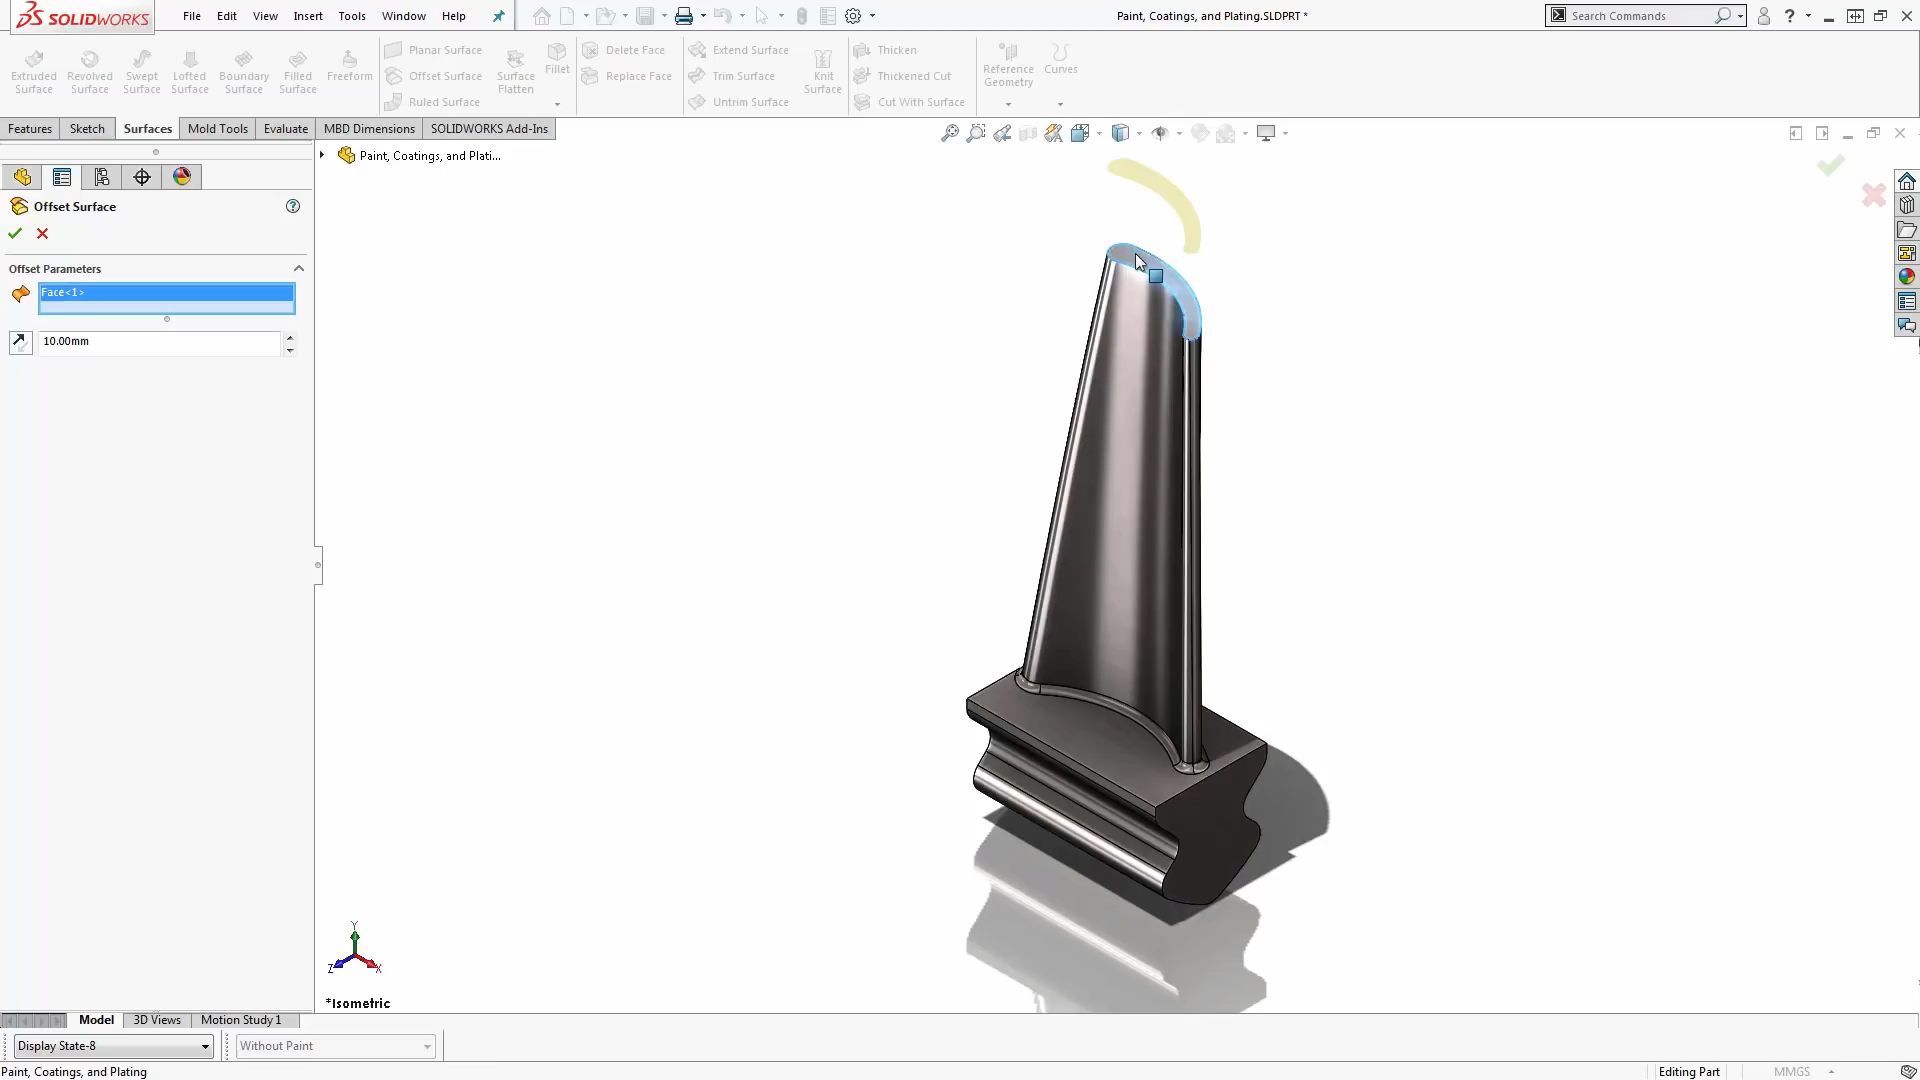 SOLIDWORKS
File Edit View Insert Tools Window Help
Paint, Coatings, and Plating.SLDPRT *
Search Commands
Extruded Surface
Revolved Surface
Swept Surface
Lofted Surface
Boundary Surface
Filled Surface
Freeform
Planar Surface
Offset Surface
Ruled Surface
Surface Flatten
Fillet
Delete Face
Replace Face
Extend Surface
Trim Surface
Untrim Surface
Knit Surface
Thicken
Thickened Cut
Cut With Surface
Reference Geometry
Curves
Features Sketch Surfaces Mold Tools Evaluate MBD Dimensions SOLIDWORKS Add-Ins
Paint, Coatings, and Plati...
Offset Surface
Offset Parameters
Face<1>
10.00mm
Y
Z
X
*Isometric
Model 3D Views Motion Study 1
Display State-8 Without Paint
Paint, Coatings, and Plating
Editing Part MMGS